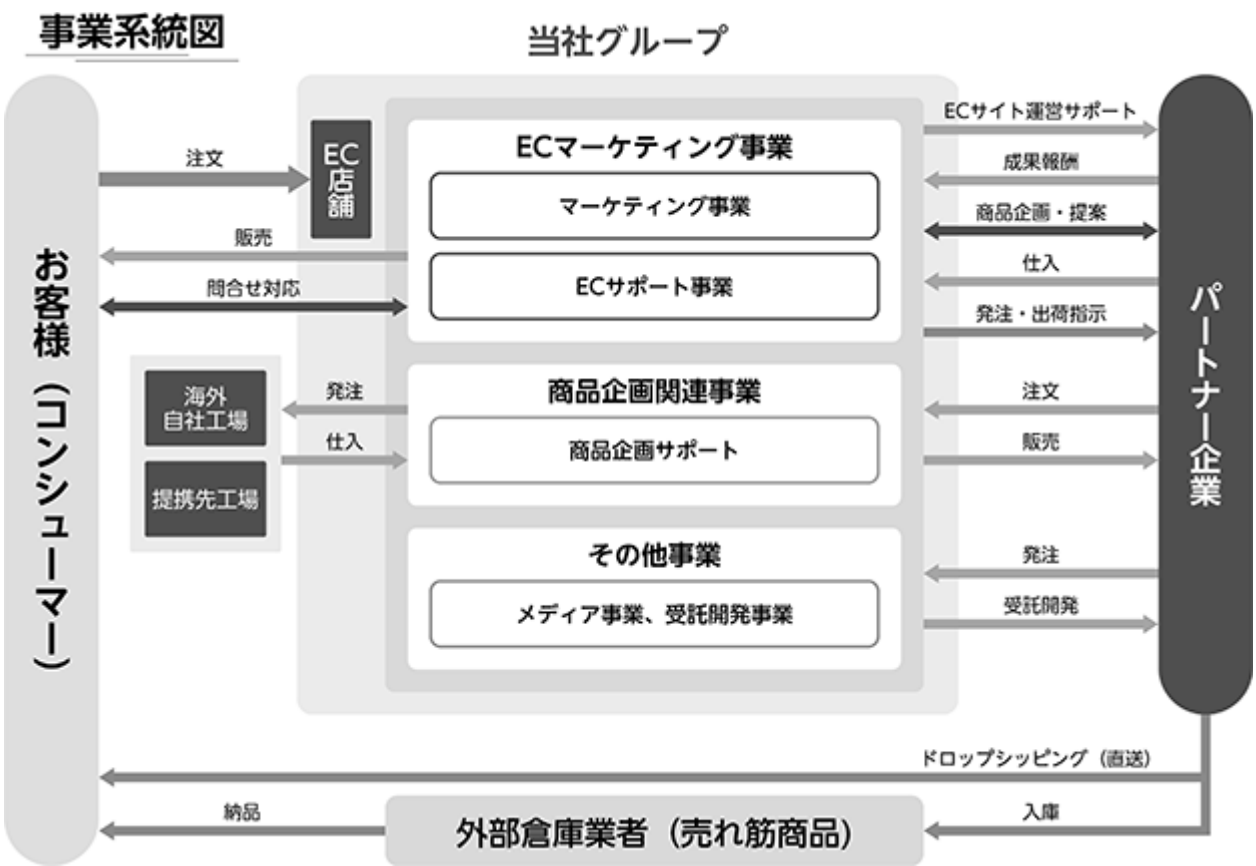 事業系統図
当社グループ
お客様（コンシューマー）
注文
販売
問合せ対応
EC
店
舗
ECマーケティング事業
マーケティング事業
ECサポート事業
ECサイト運営サポート
成果報酬
商品企画・提案
仕入
発注・出荷指示
パートナー企業
海外
自社工場
提携先工場
発注
仕入
商品企画関連事業
商品企画サポート
注文
販売
その他事業
メディア事業、受託開発事業
発注
受託開発
ドロップシッピング（直送）
納品
外部倉庫業者（売れ筋商品)
入庫